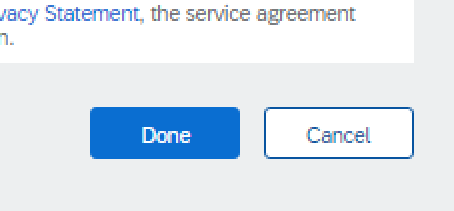 vacy Statement, the service agreement
n.
Done
Cancel